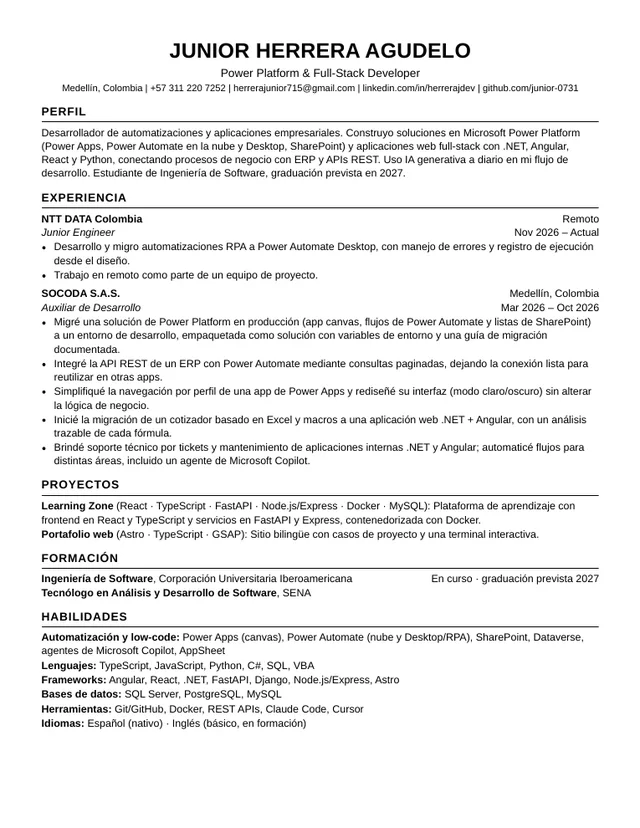 JUNIOR HERRERA AGUDELO
Power Platform & Full-Stack Developer
Medellín, Colombia | +57 311 220 7252 | herrerajunior715@gmail.com | linkedin.com/in/herrerajdev | github.com/junior-0731
PERFIL
Desarrollador de automatizaciones y aplicaciones empresariales. Construyo soluciones en Microsoft Power Platform
(Power Apps, Power Automate en la nube y Desktop, SharePoint) y aplicaciones web full-stack con .NET, Angular,
React y Python, conectando procesos de negocio con ERP y APIs REST. Uso IA generativa a diario en mi flujo de
desarrollo. Estudiante de Ingeniería de Software, graduación prevista en 2027.
EXPERIENCIA
NTT DATA Colombia Remoto
Junior Engineer Nov 2026 – Actual
• Desarrollo y migro automatizaciones RPA a Power Automate Desktop, con manejo de errores y registro de ejecución
desde el diseño.
• Trabajo en remoto como parte de un equipo de proyecto.
SOCODA S.A.S. Medellín, Colombia
Auxiliar de Desarrollo Mar 2026 – Oct 2026
• Migré una solución de Power Platform en producción (app canvas, flujos de Power Automate y listas de SharePoint)
a un entorno de desarrollo, empaquetada como solución con variables de entorno y una guía de migración
documentada.
• Integré la API REST de un ERP con Power Automate mediante consultas paginadas, dejando la conexión lista para
reutilizar en otras apps.
• Simplifiqué la navegación por perfil de una app de Power Apps y rediseñé su interfaz (modo claro/oscuro) sin alterar
la lógica de negocio.
• Inicié la migración de un cotizador basado en Excel y macros a una aplicación web .NET + Angular, con un análisis
trazable de cada fórmula.
• Brindé soporte técnico por tickets y mantenimiento de aplicaciones internas .NET y Angular; automaticé flujos para
distintas áreas, incluido un agente de Microsoft Copilot.
PROYECTOS
Learning Zone (React · TypeScript · FastAPI · Node.js/Express · Docker · MySQL): Plataforma de aprendizaje con
frontend en React y TypeScript y servicios en FastAPI y Express, contenedorizada con Docker.
Portafolio web (Astro · TypeScript · GSAP): Sitio bilingüe con casos de proyecto y una terminal interactiva.
FORMACIÓN
Ingeniería de Software, Corporación Universitaria Iberoamericana En curso · graduación prevista 2027
Tecnólogo en Análisis y Desarrollo de Software, SENA
HABILIDADES
Automatización y low-code: Power Apps (canvas), Power Automate (nube y Desktop/RPA), SharePoint, Dataverse,
agentes de Microsoft Copilot, AppSheet
Lenguajes: TypeScript, JavaScript, Python, C#, SQL, VBA
Frameworks: Angular, React, .NET, FastAPI, Django, Node.js/Express, Astro
Bases de datos: SQL Server, PostgreSQL, MySQL
Herramientas: Git/GitHub, Docker, REST APIs, Claude Code, Cursor
Idiomas: Español (nativo) · Inglés (básico, en formación)